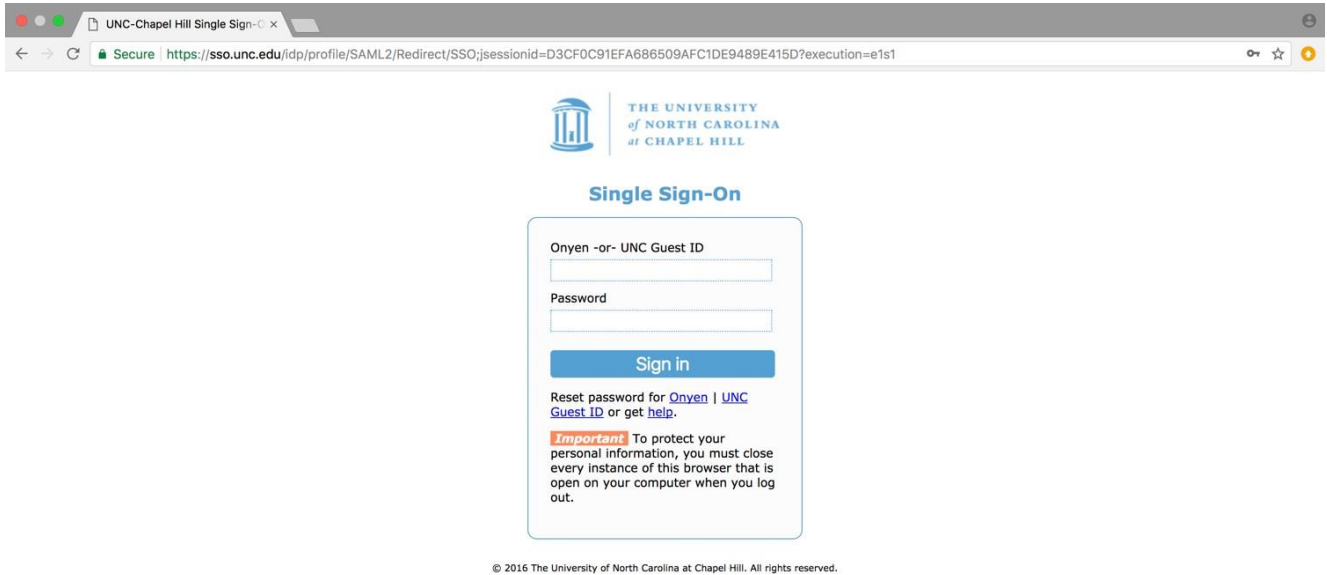 UNC-Chapel Hill Single Sign-O
Secure https://sso.unc.edu/idp/profile/SAML2/Redirect/SSO;jsessionid=D3CF0C91EFA686509AFC1DE9489E415D?execution=e1s1
THE UNIVERSITY
of NORTH CAROLINA
at CHAPEL HILL
Single Sign-On
Onyen -or- UNC Guest ID
Password
Sign in
Reset password for Onyen | UNC
Guest ID or get help.
Important To protect your
personal information, you must close
every instance of this browser that is
open on your computer when you log
out.
© 2016 The University of North Carolina at Chapel Hill. All rights reserved.